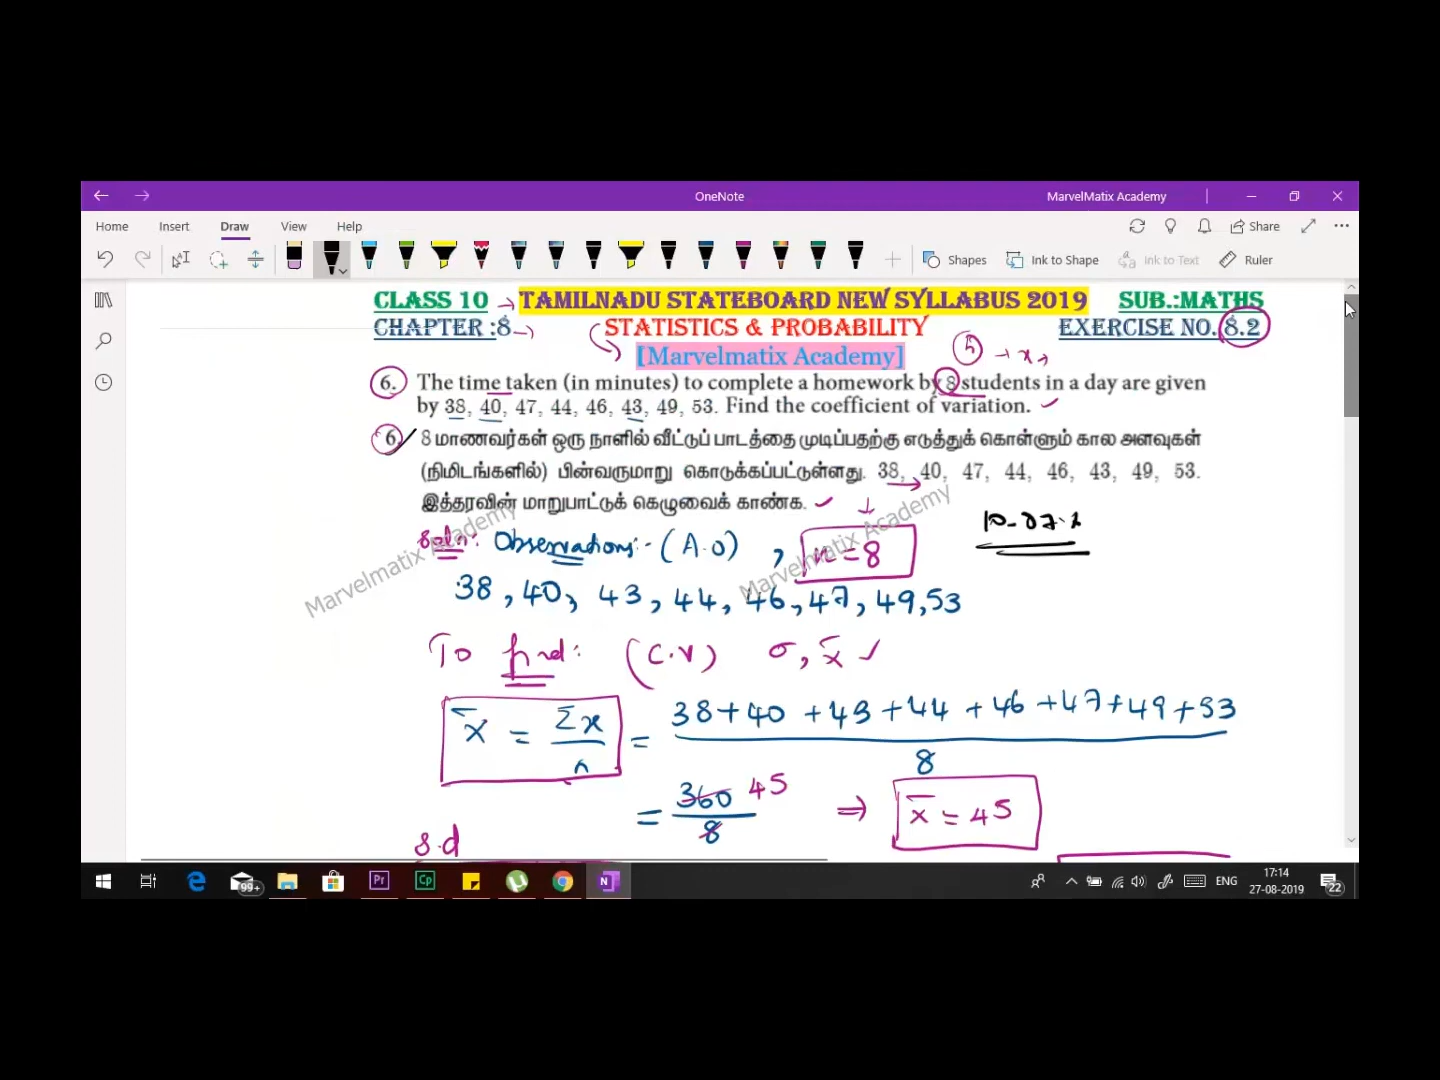 OneNote
MarvelMatix Academy
Home Insert Draw View Help
Share
Shapes Ink to Shape Ink to Text Ruler
CLASS 10 → TAMILNADU STATEBOARD NEW SYLLABUS 2019 SUB.:MATHS
CHAPTER :8 → STATISTICS & PROBABILITY EXERCISE NO. 8.2
[Marvelmatix Academy]
6. The time taken (in minutes) to complete a homework by 8 students in a day are given
by 38, 40, 47, 44, 46, 43, 49, 53. Find the coefficient of variation.
6. 8 மாணவர்கள் ஒரு நாளில் வீட்டுப் பாடத்தை முடிப்பதற்கு எடுத்துக் கொள்ளும் கால அளவுகள்
(நிமிடங்களில்) பின்வருமாறு கொடுக்கப்பட்டுள்ளது. 38, 40, 47, 44, 46, 43, 49, 53.
இத்தரவின் மாறுபாட்டுக் கெழுவைக் காண்க.
Soln: Observations:- (A.O) , n = 8
Marvelmatix Academy
Marvelmatix Academy
38, 40, 43, 44, 46, 47, 49, 53
To find: (C.V) σ, x̄ ✓
x̄ = Σx/n = 38+40+43+44+46+47+49+53
8
= 360/8 45 ⇒ x̄ = 45
s.d
99+
Pr
Cp
N
ENG
17:14
27-08-2019
22